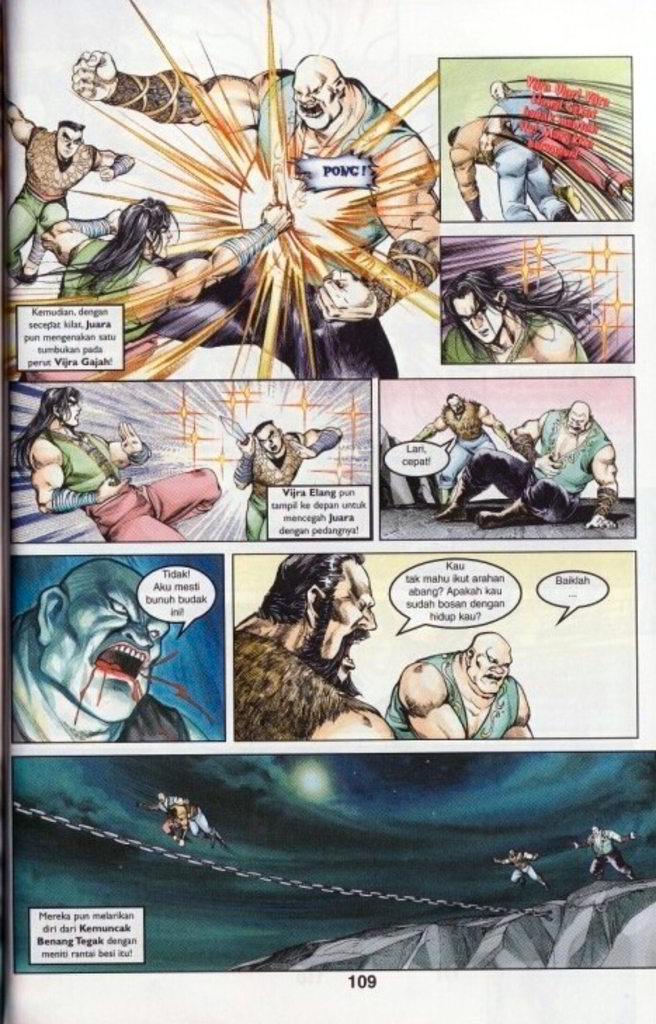 PONG!
Kemudian, dengan
secepat kilat, Juara
pun mengenakan satu
tumbukan pada
perut Vijra Gajah!
Vijra Elang pun
tampil ke depan untuk
mencegah Juara
dengan pedangnya!
Lari,
cepat!
Tidak!
Aku mesti
bunuh budak
ini!
Kau
tak mahu ikut arahan
abang? Apakah kau
sudah bosan dengan
hidup kau?
Baiklah
...
Mereka pun melarikan
diri dari Kemuncak
Benang Tegak dengan
meniti rantai besi itu!
109